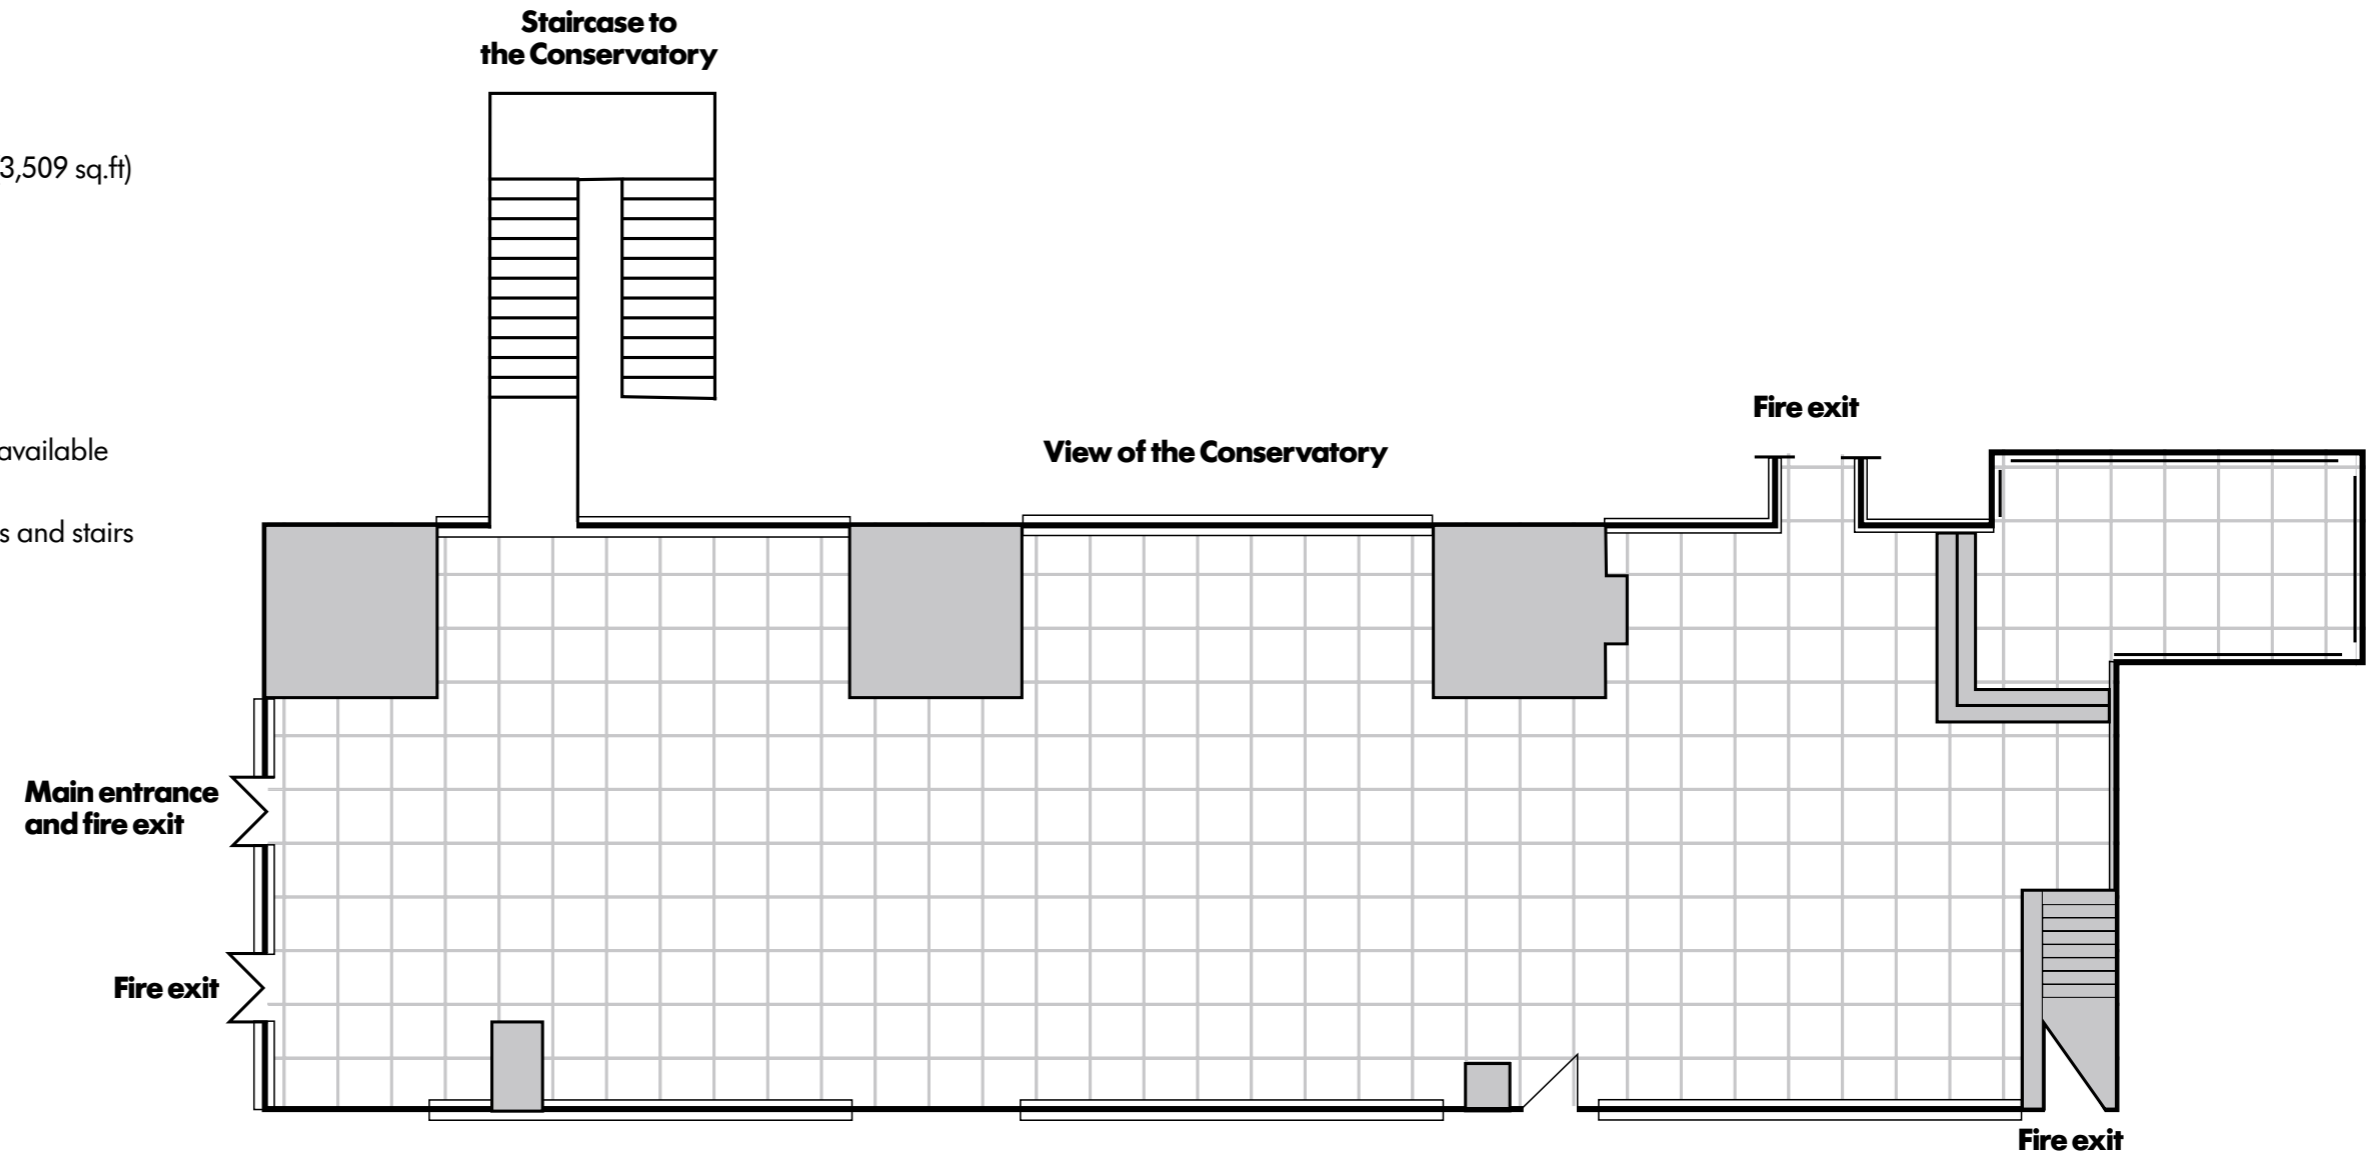 Staircase to
the Conservatory
3,509 sq.ft)
Fire exit
available
View of the Conservatory
s and stairs
Main entrance
and fire exit
Fire exit
Fire exit